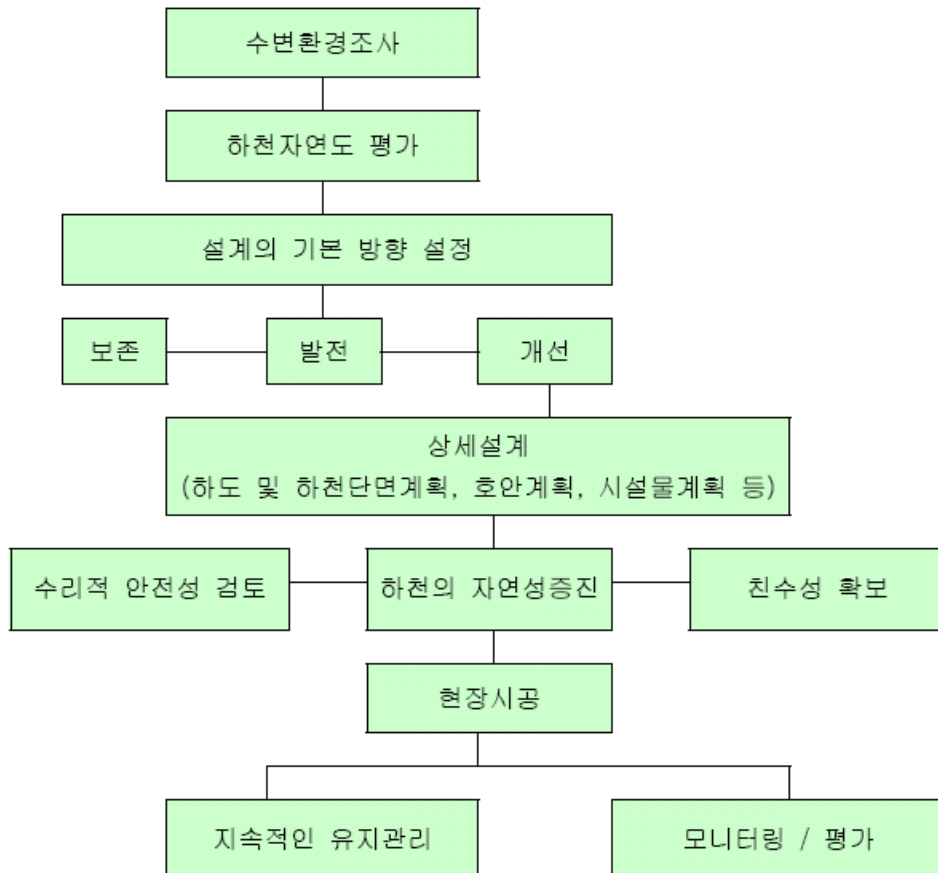 수변환경조사
하천자연도 평가
설계의 기본 방향 설정
보존
발전
개선
상세설계
(하도 및 하천단면계획, 호안계획, 시설물계획 등)
수리적 안전성 검토
하천의 자연성증진
친수성 확보
현장시공
지속적인 유지관리
모니터링 / 평가